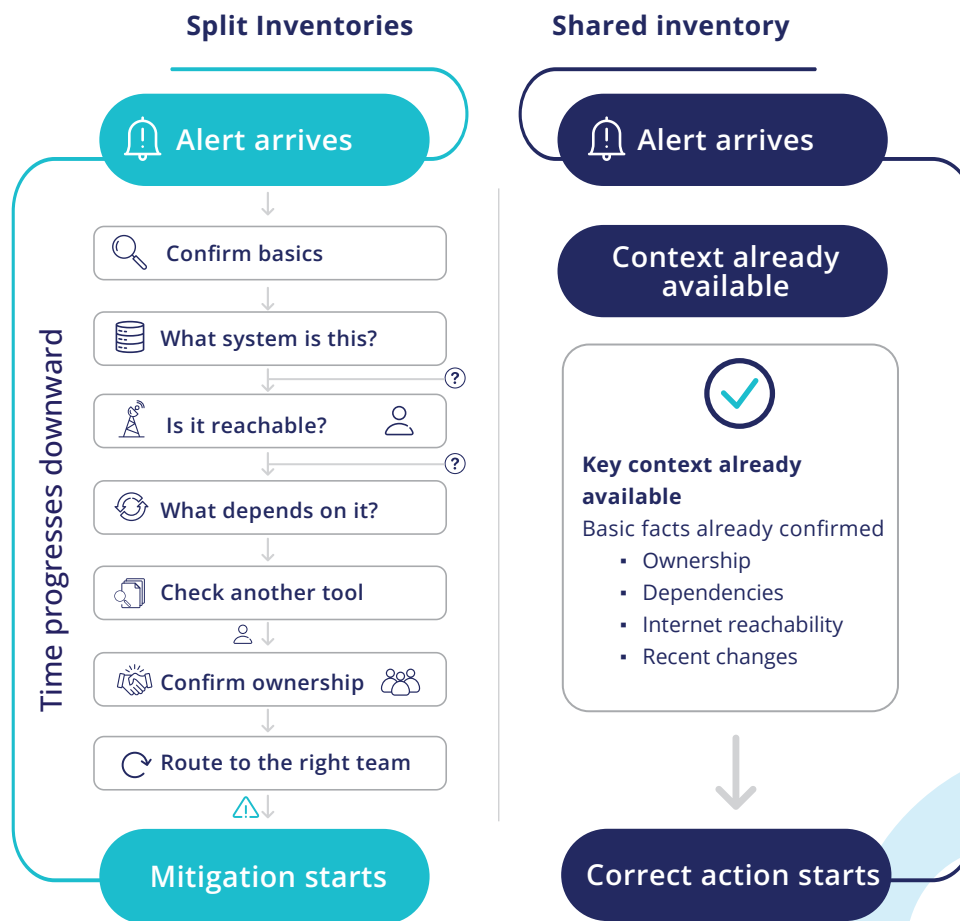 Split Inventories
Alert arrives
Confirm basics
What system is this?
?
Is it reachable?
?
What depends on it?
Check another tool
Confirm ownership
Route to the right team
Mitigation starts
Time progresses downward
Shared inventory
Alert arrives
Context already
available
Key context already
available
Basic facts already confirmed
▪ Ownership
▪ Dependencies
▪ Internet reachability
▪ Recent changes
Correct action starts